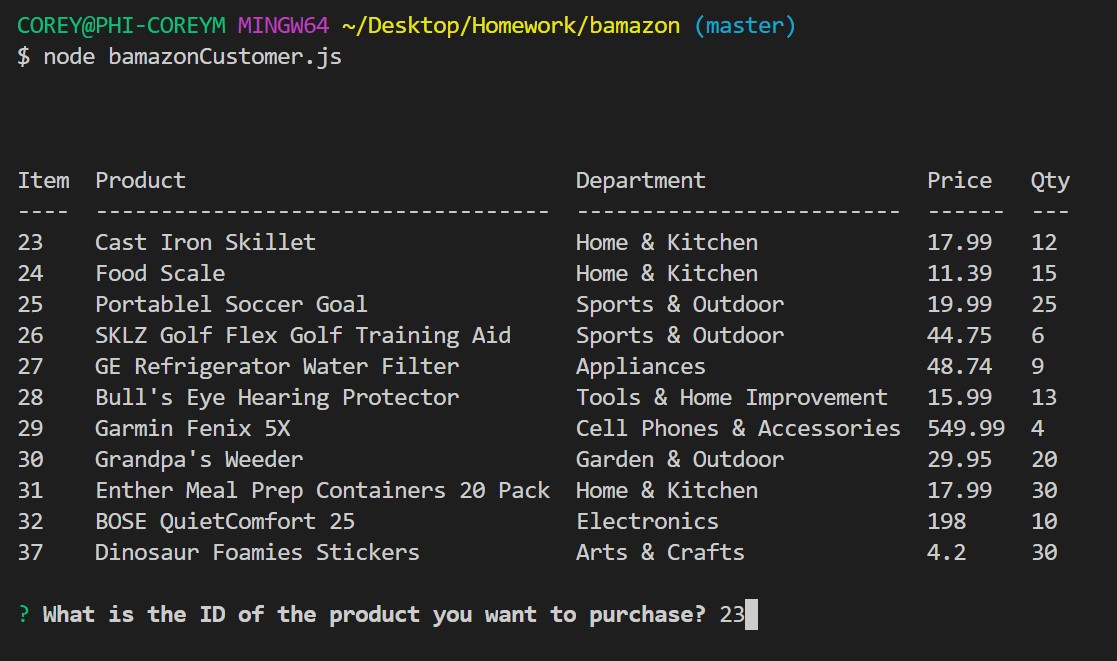 COREY@PHI-COREYM MINGW64 ~/Desktop/Homework/bamazon (master)
$ node bamazonCustomer.js
Item  Product                              Department                 Price   Qty
----  -----------------------------------  -------------------------  ------  ---
23    Cast Iron Skillet                    Home & Kitchen             17.99   12
24    Food Scale                           Home & Kitchen             11.39   15
25    Portablel Soccer Goal                Sports & Outdoor           19.99   25
26    SKLZ Golf Flex Golf Training Aid     Sports & Outdoor           44.75   6
27    GE Refrigerator Water Filter         Appliances                 48.74   9
28    Bull's Eye Hearing Protector         Tools & Home Improvement   15.99   13
29    Garmin Fenix 5X                      Cell Phones & Accessories  549.99  4
30    Grandpa's Weeder                     Garden & Outdoor           29.95   20
31    Enther Meal Prep Containers 20 Pack  Home & Kitchen             17.99   30
32    BOSE QuietComfort 25                 Electronics                198     10
37    Dinosaur Foamies Stickers            Arts & Crafts              4.2     30
? What is the ID of the product you want to purchase? 23